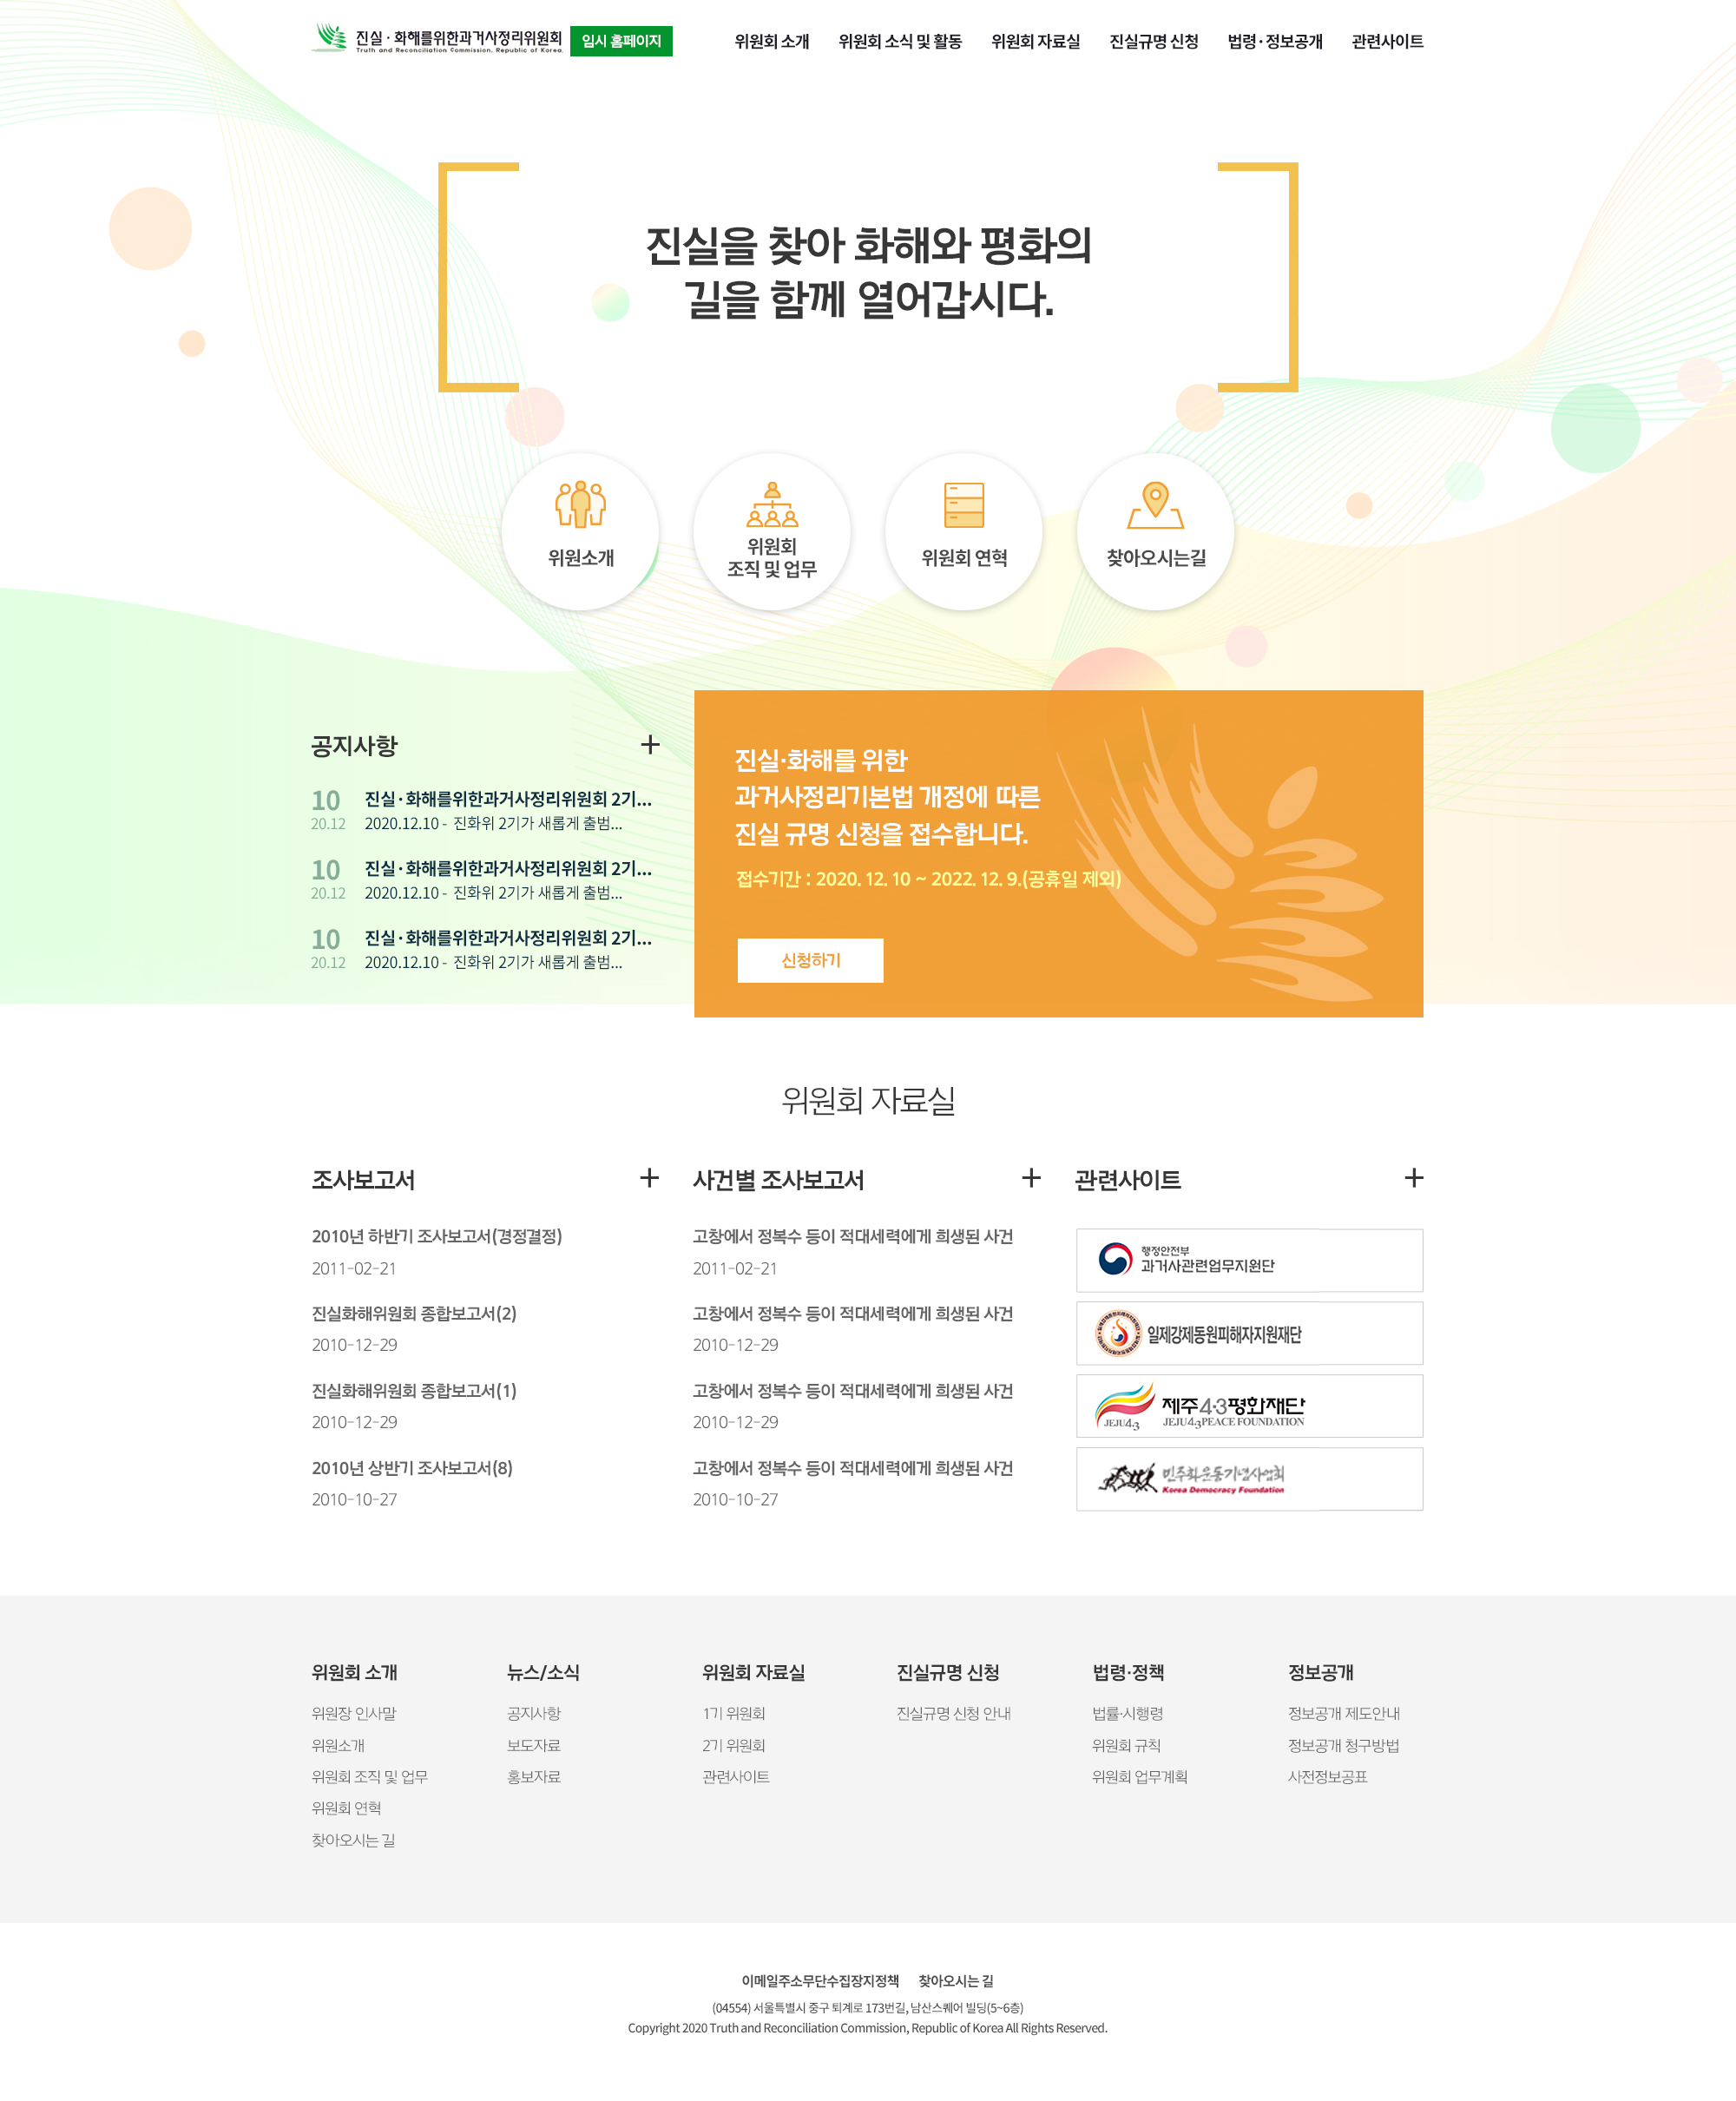 진실·화해를위한과거사정리위원회
Truth and Reconciliation Commission, Republic of Korea.
임시 홈페이지
위원회 소개
위원회 소식 및 활동
위원회 자료실
진실규명 신청
법령·정보공개
관련사이트
진실을 찾아 화해와 평화의
길을 함께 열어갑시다.
위원소개
위원회
조직 및 업무
위원회 연혁
찾아오시는길
공지사항
10
진실·화해를위한과거사정리위원회 2기...
20.12
2020.12.10 - 진화위 2기가 새롭게 출범...
10
진실·화해를위한과거사정리위원회 2기...
20.12
2020.12.10 - 진화위 2기가 새롭게 출범...
10
진실·화해를위한과거사정리위원회 2기...
20.12
2020.12.10 - 진화위 2기가 새롭게 출범...
진실·화해를 위한
과거사정리기본법 개정에 따른
진실 규명 신청을 접수합니다.
접수기간 : 2020. 12. 10 ~ 2022. 12. 9.(공휴일 제외)
신청하기
위원회 자료실
조사보고서
2010년 하반기 조사보고서(경정결정)
2011-02-21
진실화해위원회 종합보고서(2)
2010-12-29
진실화해위원회 종합보고서(1)
2010-12-29
2010년 상반기 조사보고서(8)
2010-10-27
사건별 조사보고서
고창에서 정복수 등이 적대세력에게 희생된 사건
2011-02-21
고창에서 정복수 등이 적대세력에게 희생된 사건
2010-12-29
고창에서 정복수 등이 적대세력에게 희생된 사건
2010-12-29
고창에서 정복수 등이 적대세력에게 희생된 사건
2010-10-27
관련사이트
행정안전부
과거사관련업무지원단
일제강제동원피해자지원재단
JEJU4.3
제주4·3평화재단
JEJU4.3PEACE FOUNDATION
민주화운동기념사업회
Korea Democracy Foundation
위원회 소개
위원장 인사말
위원소개
위원회 조직 및 업무
위원회 연혁
찾아오시는 길
뉴스/소식
공지사항
보도자료
홍보자료
위원회 자료실
1기 위원회
2기 위원회
관련사이트
진실규명 신청
진실규명 신청 안내
법령·정책
법률·시행령
위원회 규칙
위원회 업무계획
정보공개
정보공개 제도안내
정보공개 청구방법
사전정보공표
이메일주소무단수집장지정책
찾아오시는 길
(04554) 서울특별시 중구 퇴계로 173번길, 남산스퀘어 빌딩(5~6층)
Copyright 2020 Truth and Reconciliation Commission, Republic of Korea All Rights Reserved.